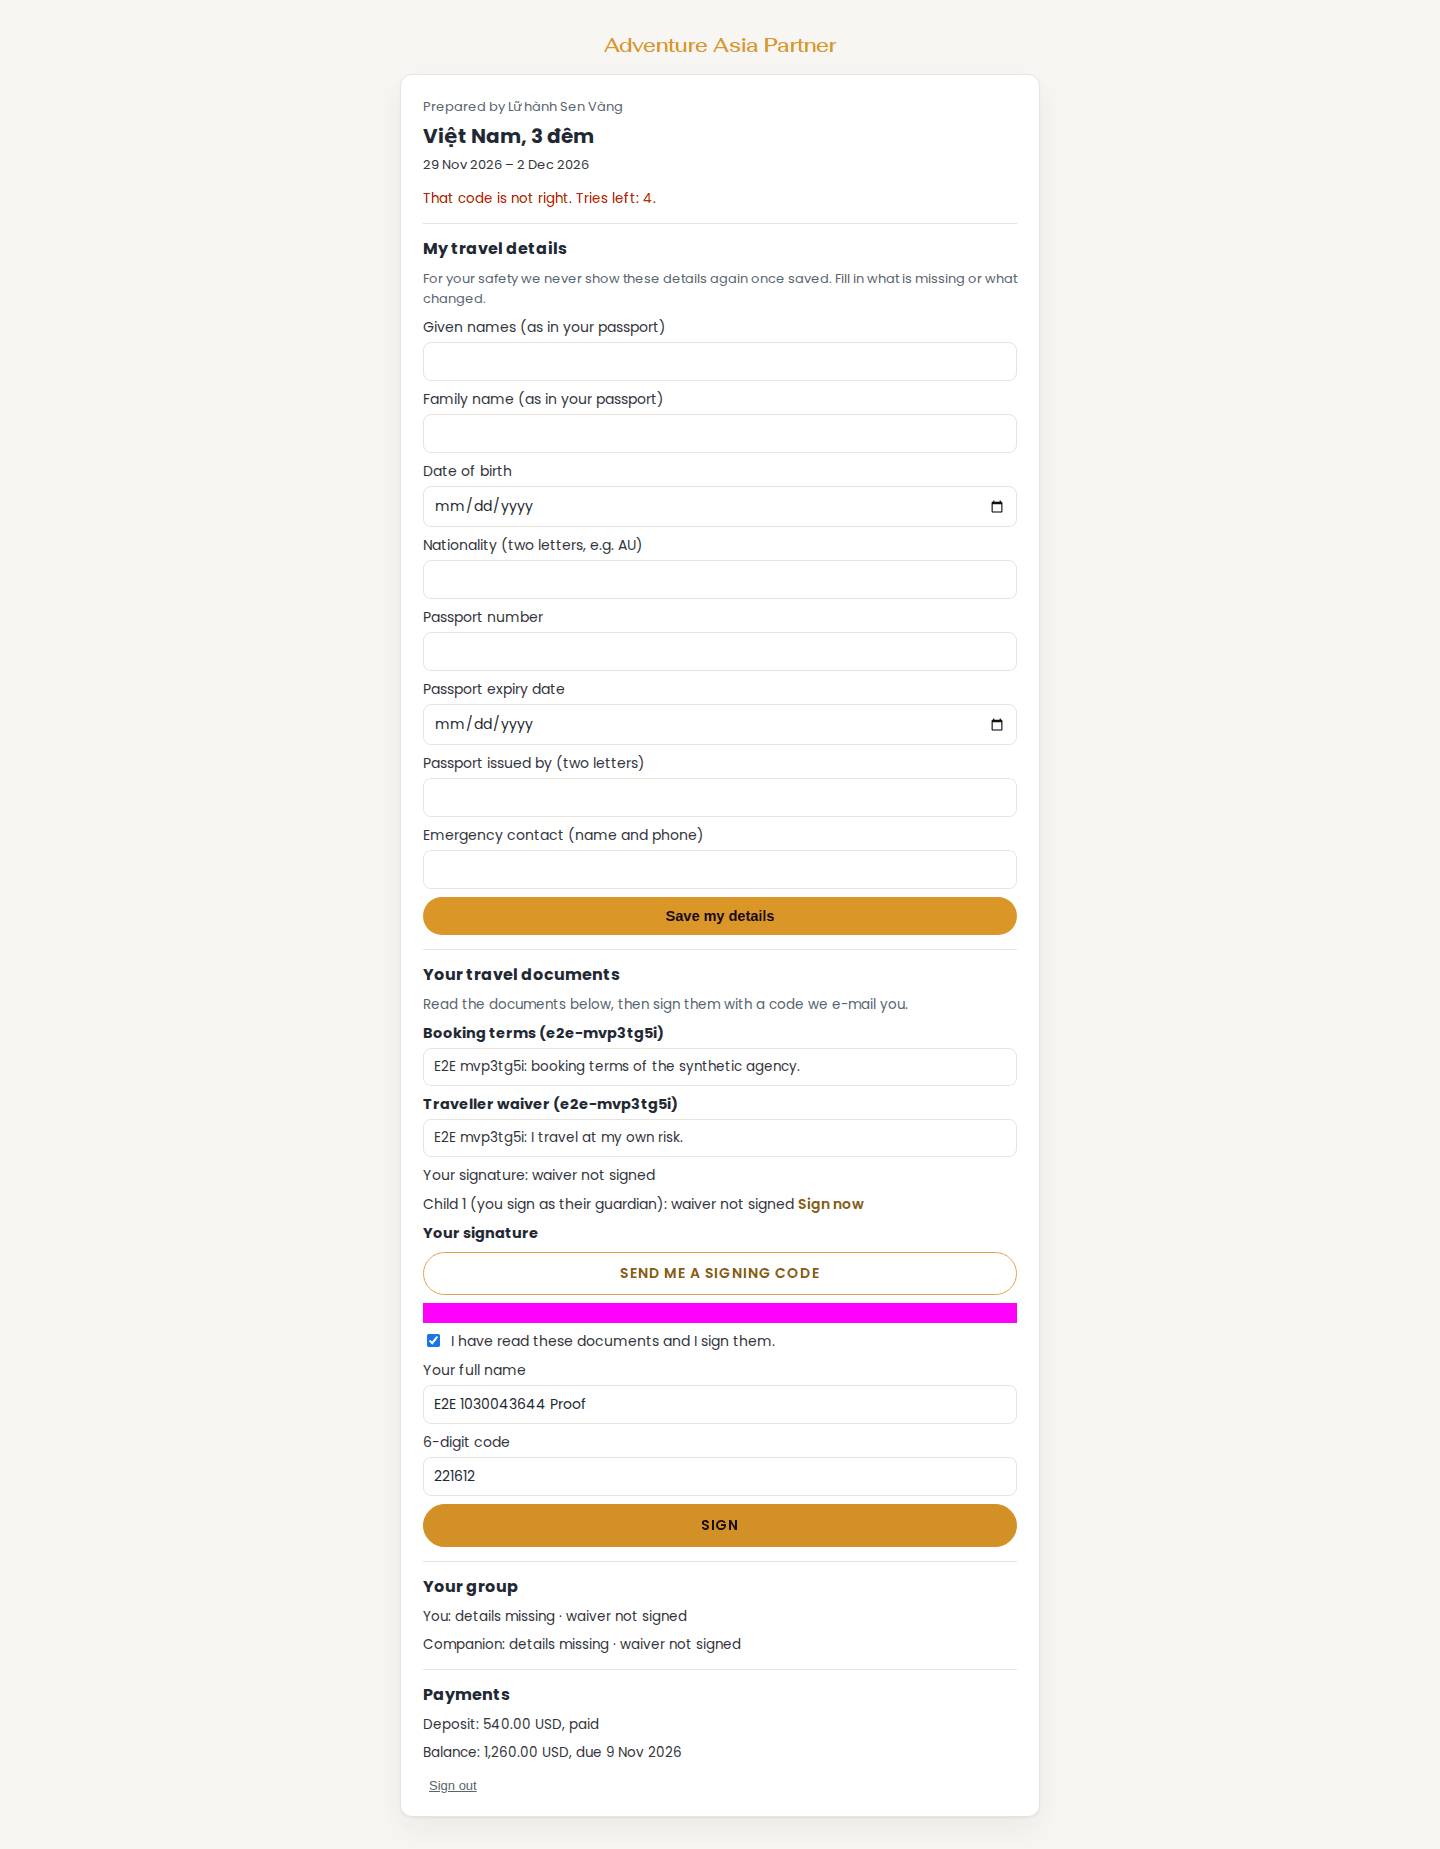 Adventure Asia Partner
Prepared by Lữ hành Sen Vàng
Việt Nam, 3 đêm
29 Nov 2026 – 2 Dec 2026
That code is not right. Tries left: 4.
My travel details
For your safety we never show these details again once saved. Fill in what is missing or what
changed.
Given names (as in your passport)
Family name (as in your passport)
Date of birth
mm/dd/yyyy
Nationality (two letters, e.g. AU)
Passport number
Passport expiry date
mm/dd/yyyy
Passport issued by (two letters)
Emergency contact (name and phone)
Save my details
Your travel documents
Read the documents below, then sign them with a code we e-mail you.
Booking terms (e2e-mvp3tg5i)
E2E mvp3tg5i: booking terms of the synthetic agency.
Traveller waiver (e2e-mvp3tg5i)
E2E mvp3tg5i: I travel at my own risk.
Your signature: waiver not signed
Child 1 (you sign as their guardian): waiver not signed Sign now
Your signature
SEND ME A SIGNING CODE
I have read these documents and I sign them.
Your full name
E2E 1030043644 Proof
6-digit code
221612
SIGN
Your group
You: details missing · waiver not signed
Companion: details missing · waiver not signed
Payments
Deposit: 540.00 USD, paid
Balance: 1,260.00 USD, due 9 Nov 2026
Sign out